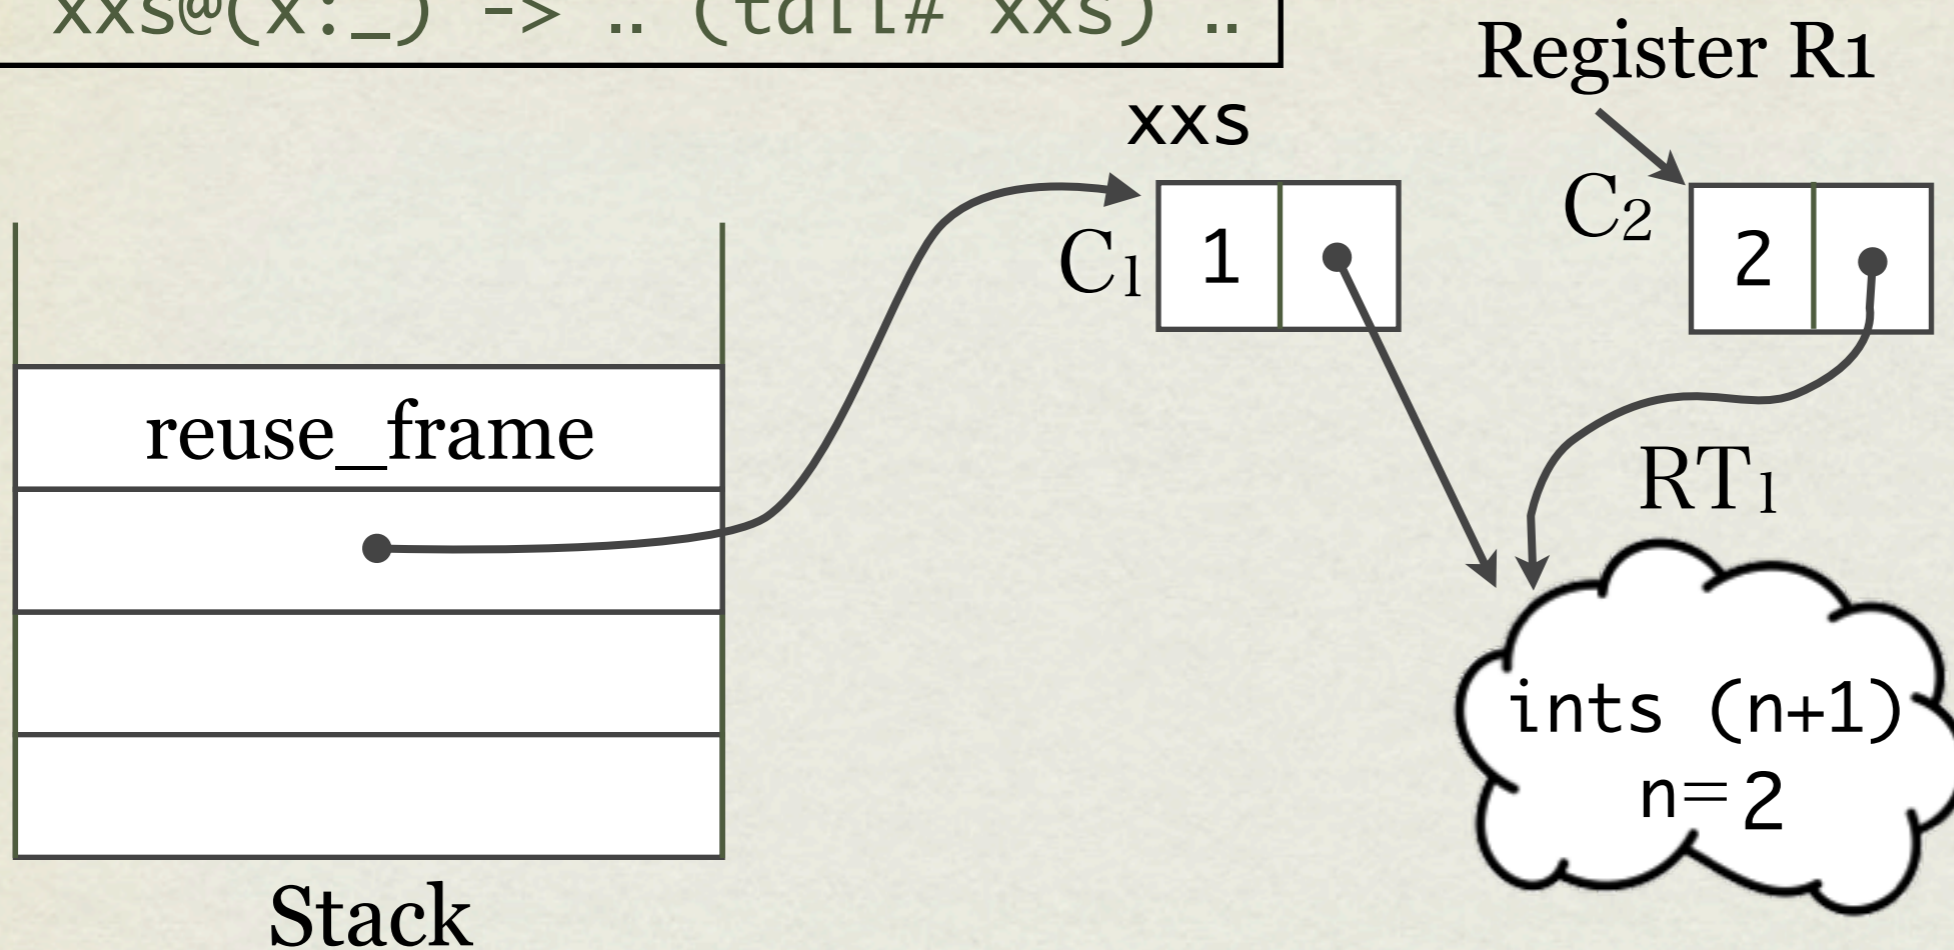 xxs@(x:_) -> .. (tail# xxs) ..
Register R1
xxs
C1
1
C2
2
reuse_frame
RT1
ints (n+1)
n=2
Stack